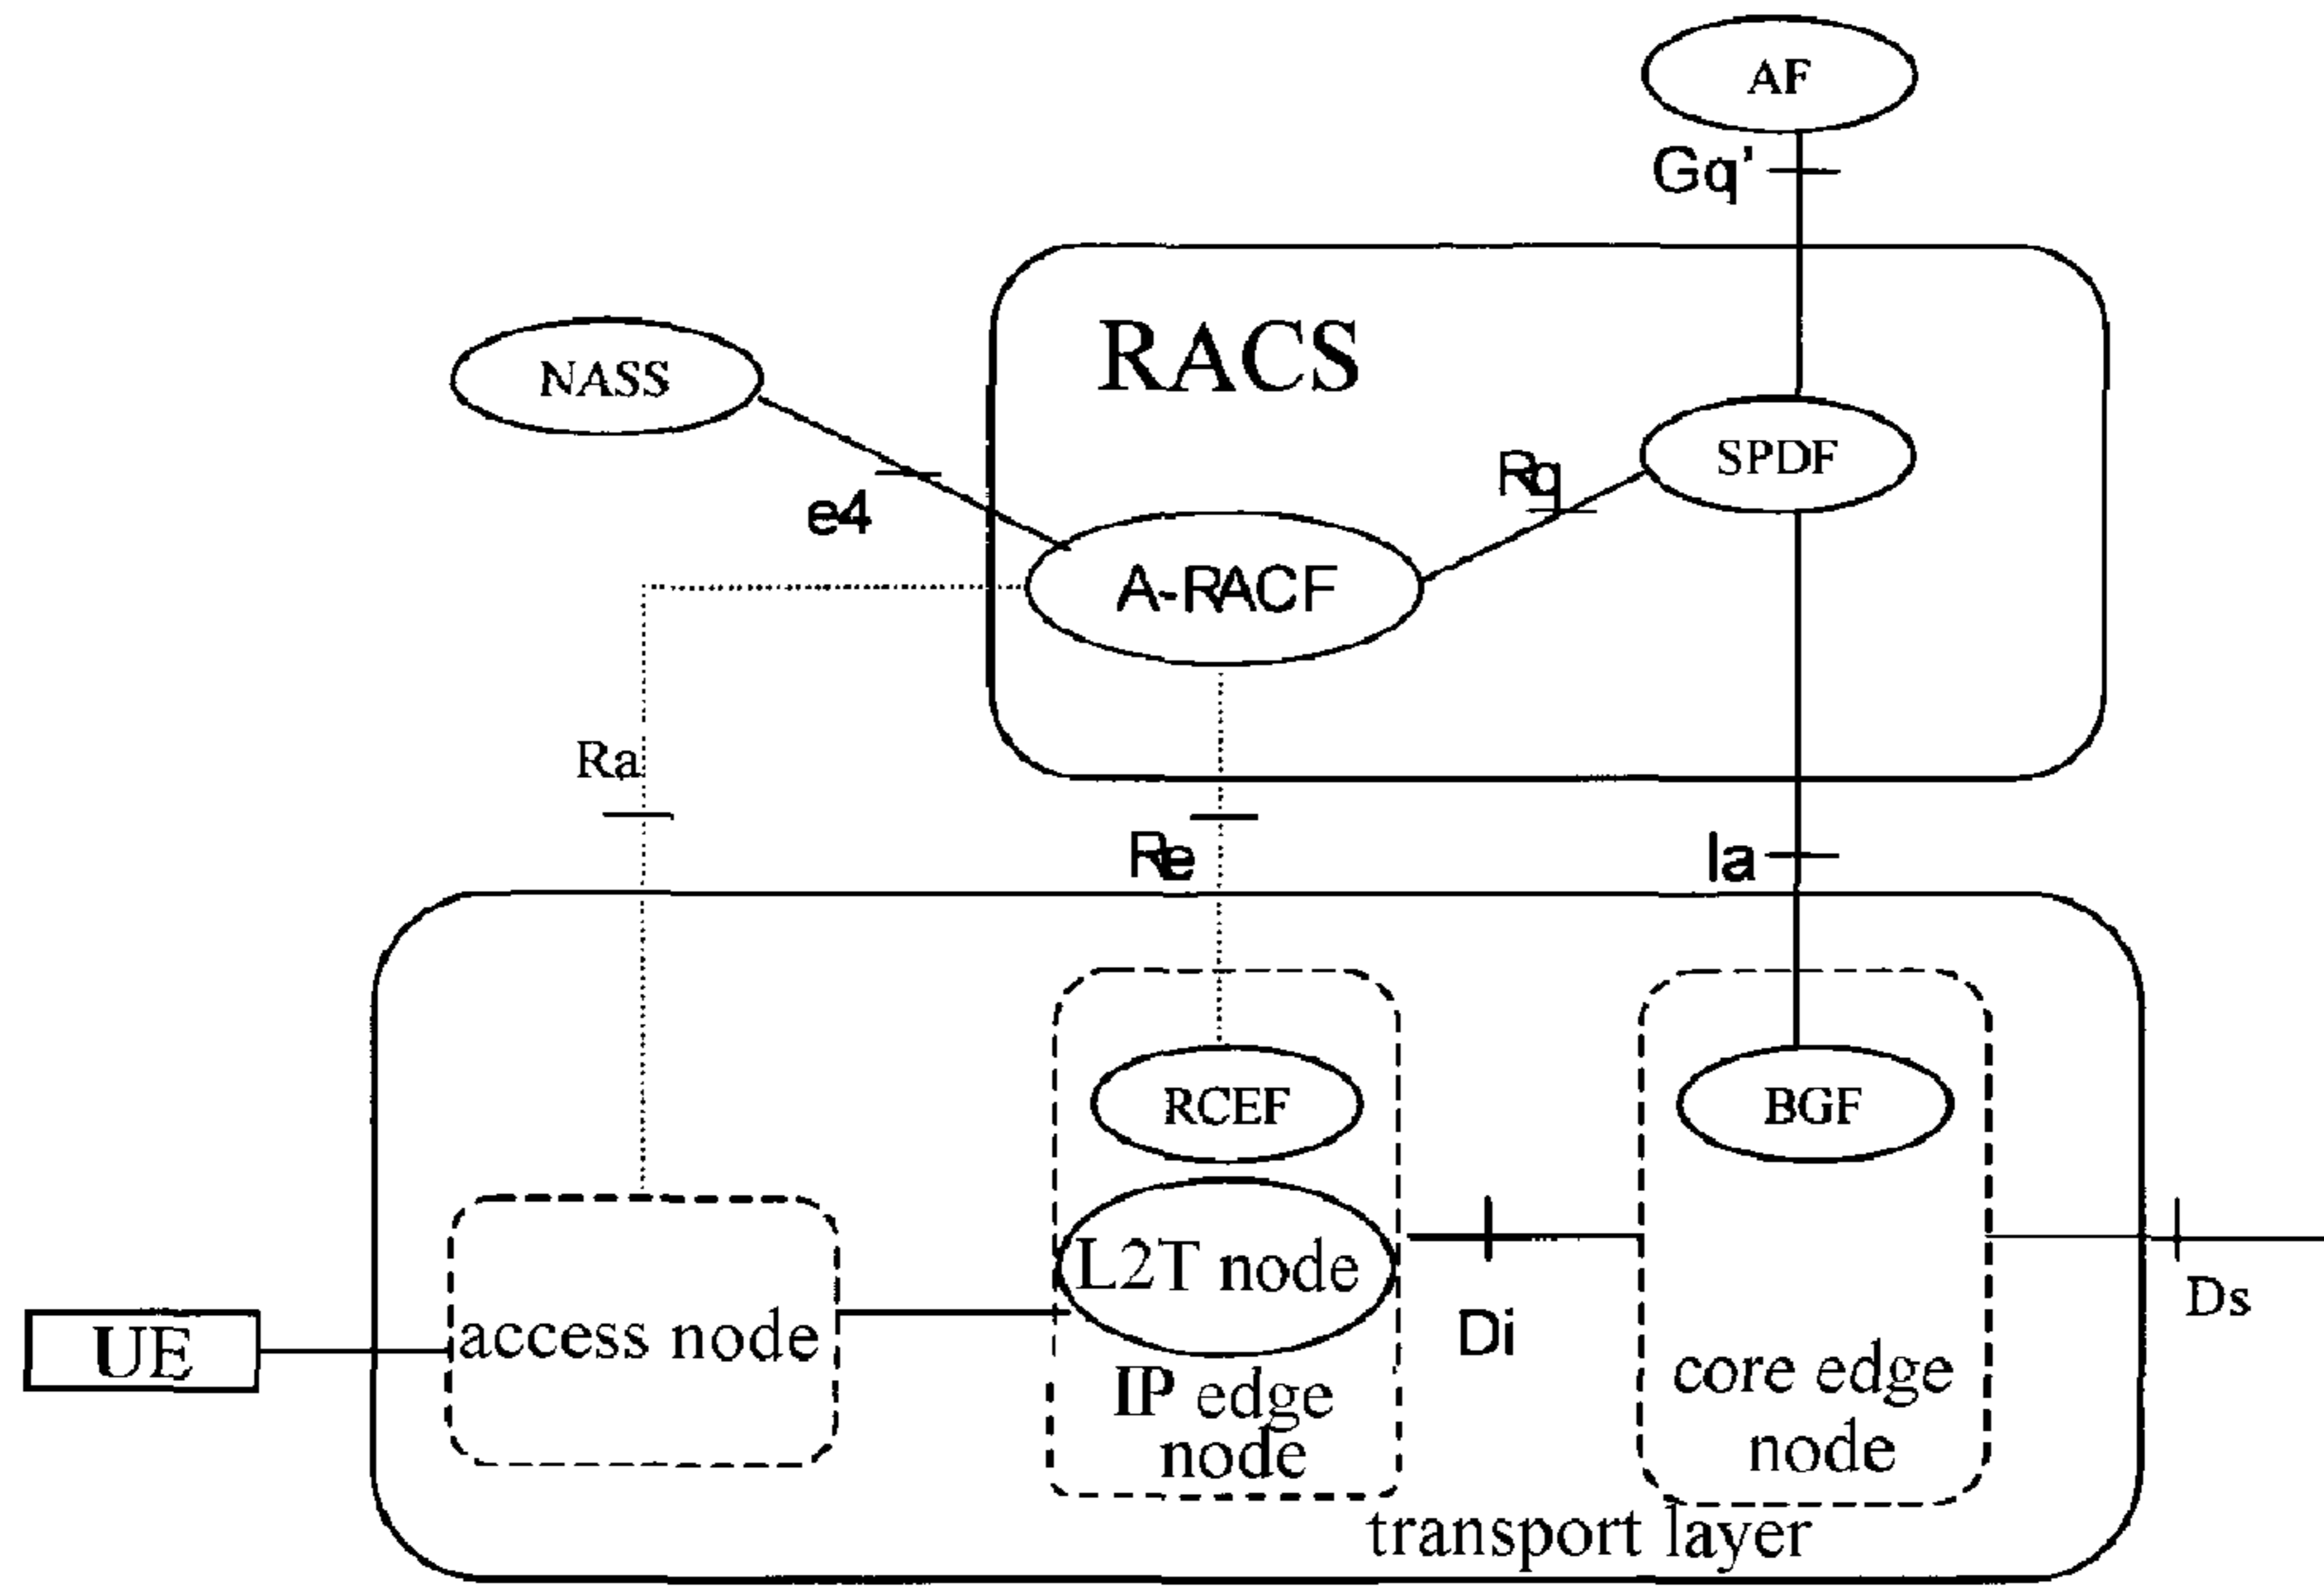 AF
Gq'
RACS
NASS
SPDF
Rq
e4
A-RACF
Ra
Re
Ia
RCEF
BGF
L2T node
Di
Ds
UE
access node
IP edge
node
core edge
node
transport layer